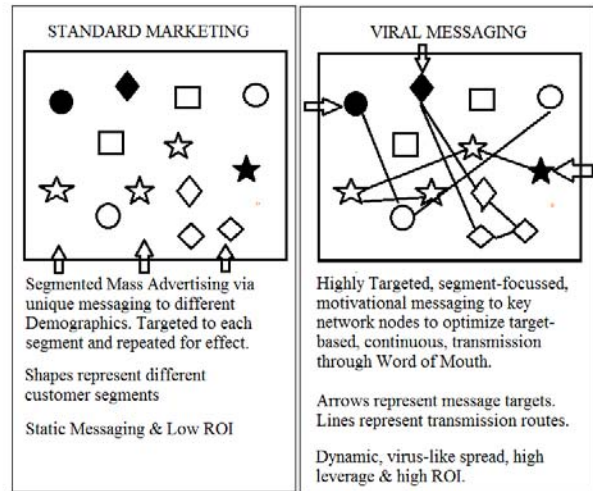 STANDARD MARKETING
Segmented Mass Advertising via
unique messaging to different
Demographics. Targeted to each
segment and repeated for effect.
Shapes represent different
customer segments
Static Messaging & Low ROI
VIRAL MESSAGING
Highly Targeted, segment-focussed,
motivational messaging to key
network nodes to optimize target-
based, continuous, transmission
through Word of Mouth.
Arrows represent message targets.
Lines represent transmission routes.
Dynamic, virus-like spread, high
leverage & high ROI.